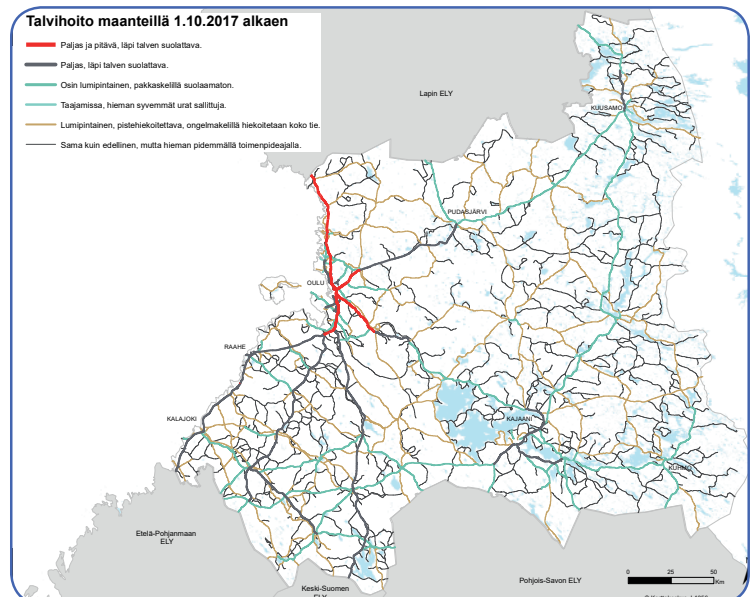 Talvihoito maanteillä 1.10.2017 alkaen
Paljas ja pitävä, läpi talven suolattava.
Paljas, läpi talven suolattava.
Osin lumipintainen, pakkaskelillä suolaamaton.
Taajamissa, hieman syvemmät urat sallittuja.
Lumipintainen, pistehiekoitettava, ongelmakelillä hiekoitetaan koko tie.
Sama kuin edellinen, mutta hieman pidemmällä toimenpideajalla.
Lapin ELY
KUUSAMO
PUDASJÄRVI
OULU
RAAHE
KALAJOKI
KAJAANI
KUHMO
Etelä-Pohjanmaan
ELY
Keski-Suomen
ELY
Pohjois-Savon ELY
0 25 50
Km